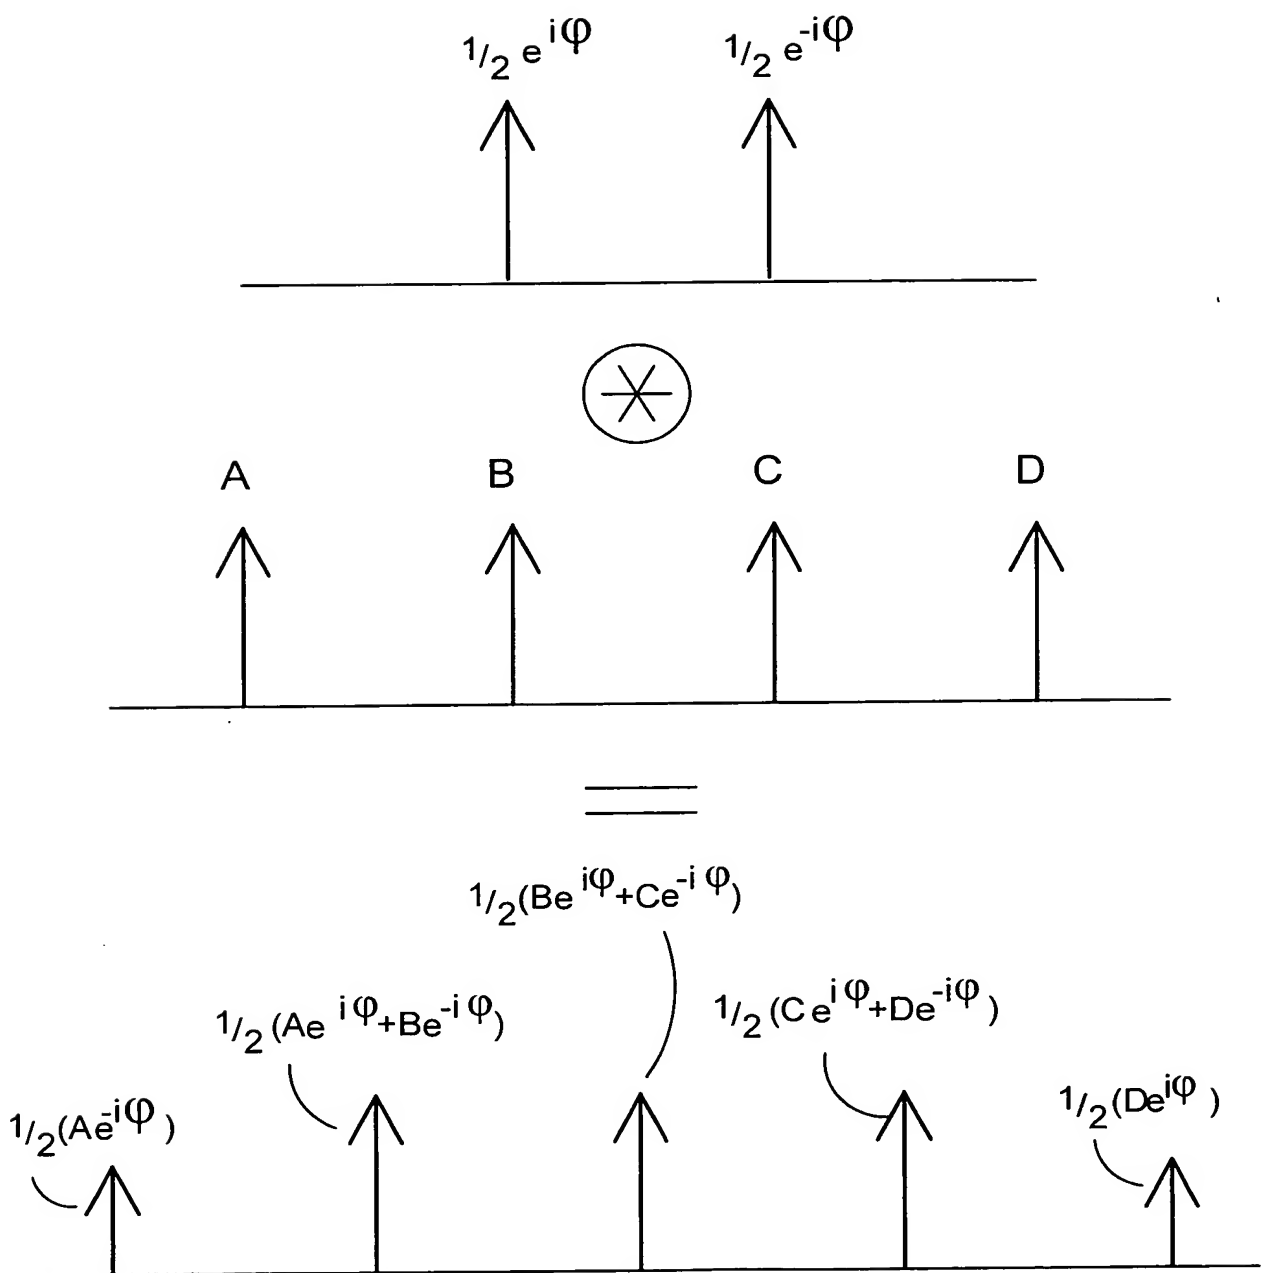 1/2 e^iφ 1/2 e^-iφ
A B C D
1/2(Be^iφ+Ce^-iφ)
1/2(Ae^iφ+Be^-iφ) 1/2(Ce^iφ+De^-iφ)
1/2(Ae^-iφ) 1/2(De^iφ)